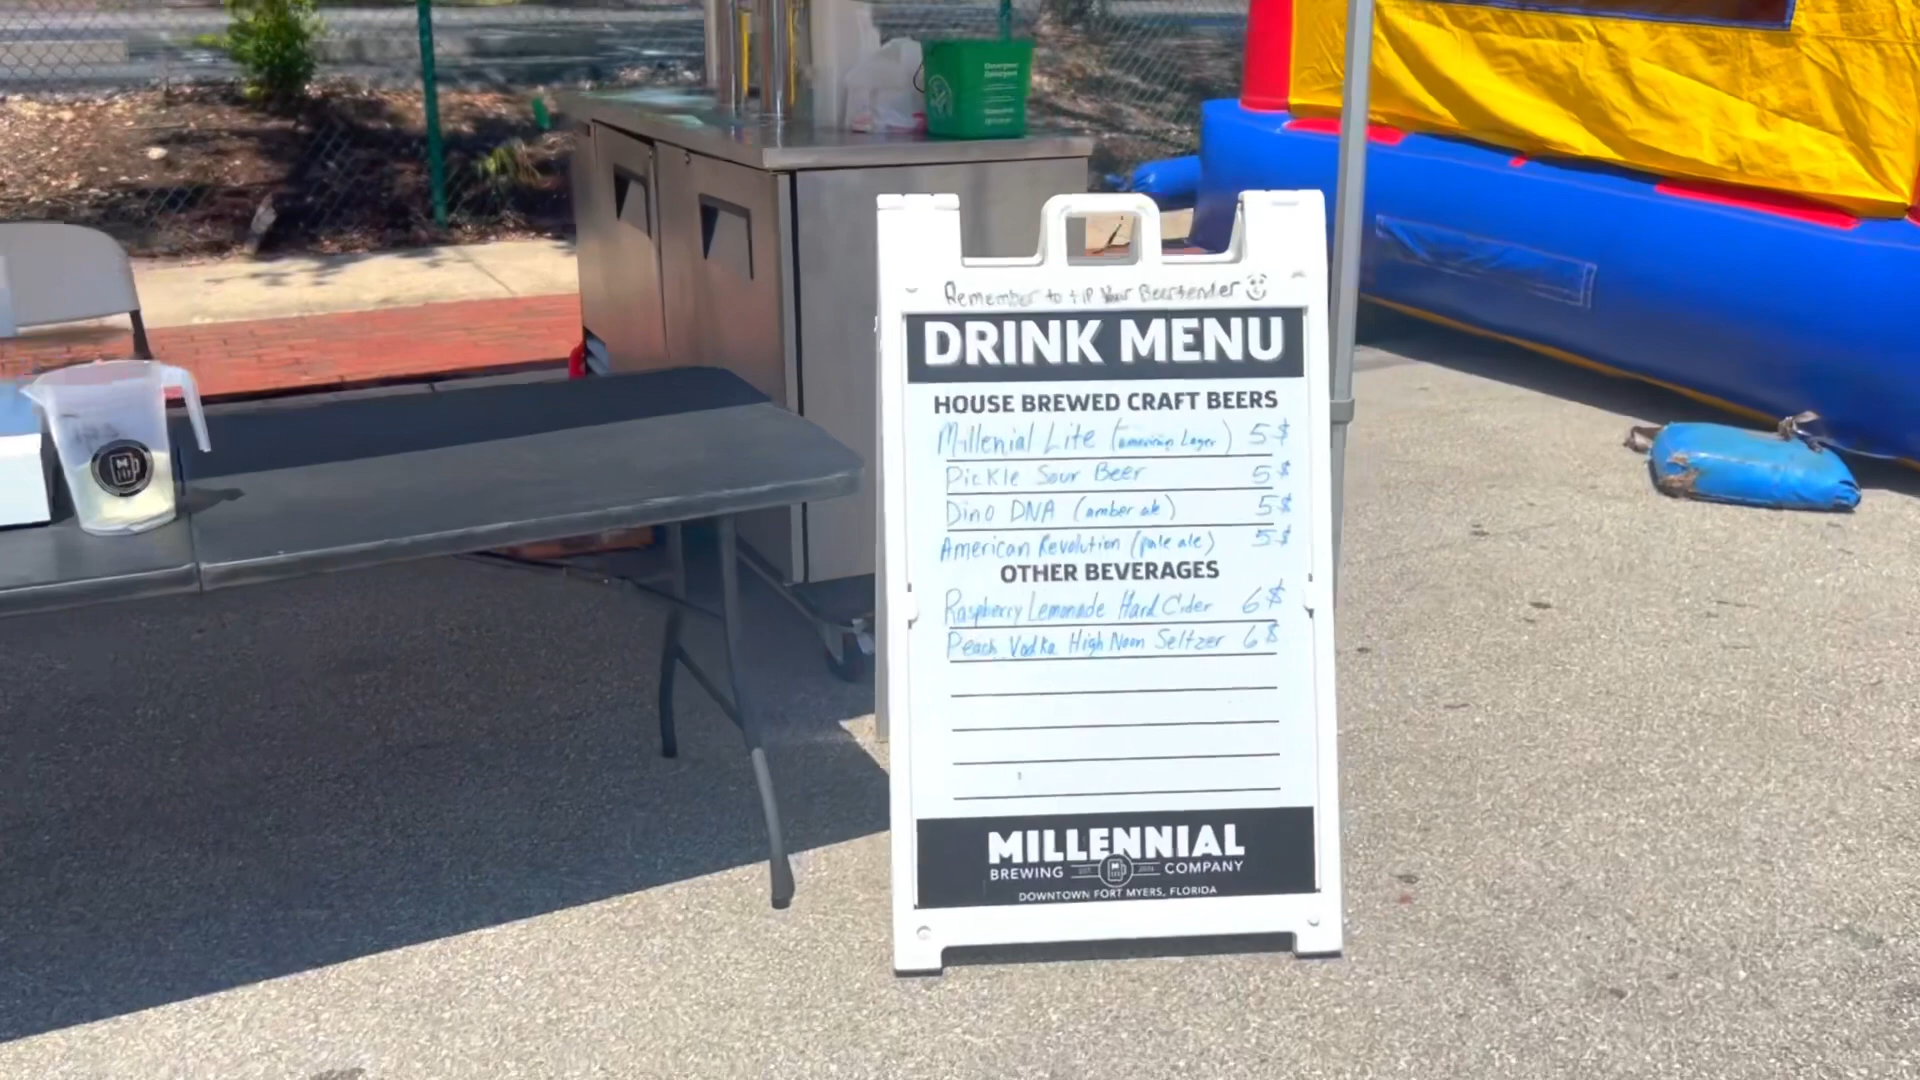 Remember to tip Your Beertender
DRINK MENU
HOUSE BREWED CRAFT BEERS
Millenial Lite (american Lager) 5$
Pickle Sour Beer 5$
Dino DNA (amber ale) 5$
American Revolution (pale ale) 5$
OTHER BEVERAGES
Raspberry Lemonade Hard Cider 6$
Peach Vodka High Noon Seltzer 6$
MILLENNIAL
BREWING COMPANY
DOWNTOWN FORT MYERS, FLORIDA